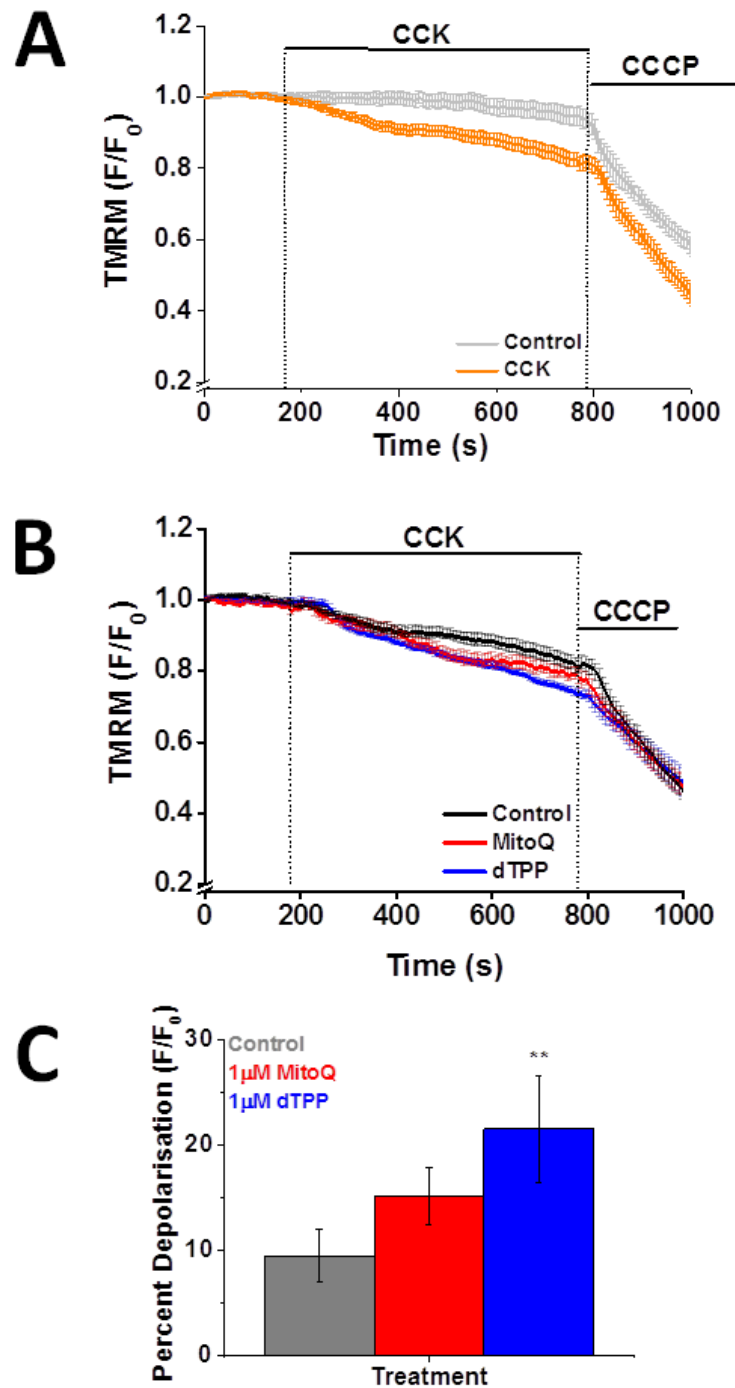 A
1.2
1.0
0.8
0.6
0.4
0.2
TMRM (F/F0)
CCK
CCCP
Control
CCK
0 200 400 600 800 1000
Time (s)
B
1.2
1.0
0.8
0.6
0.4
0.2
TMRM (F/F0)
CCK
CCCP
Control
MitoQ
dTPP
0 200 400 600 800 1000
Time (s)
C
30
20
10
0
Percent Depolarisation (F/F0)
Control
1µM MitoQ
1µM dTPP
**
Treatment